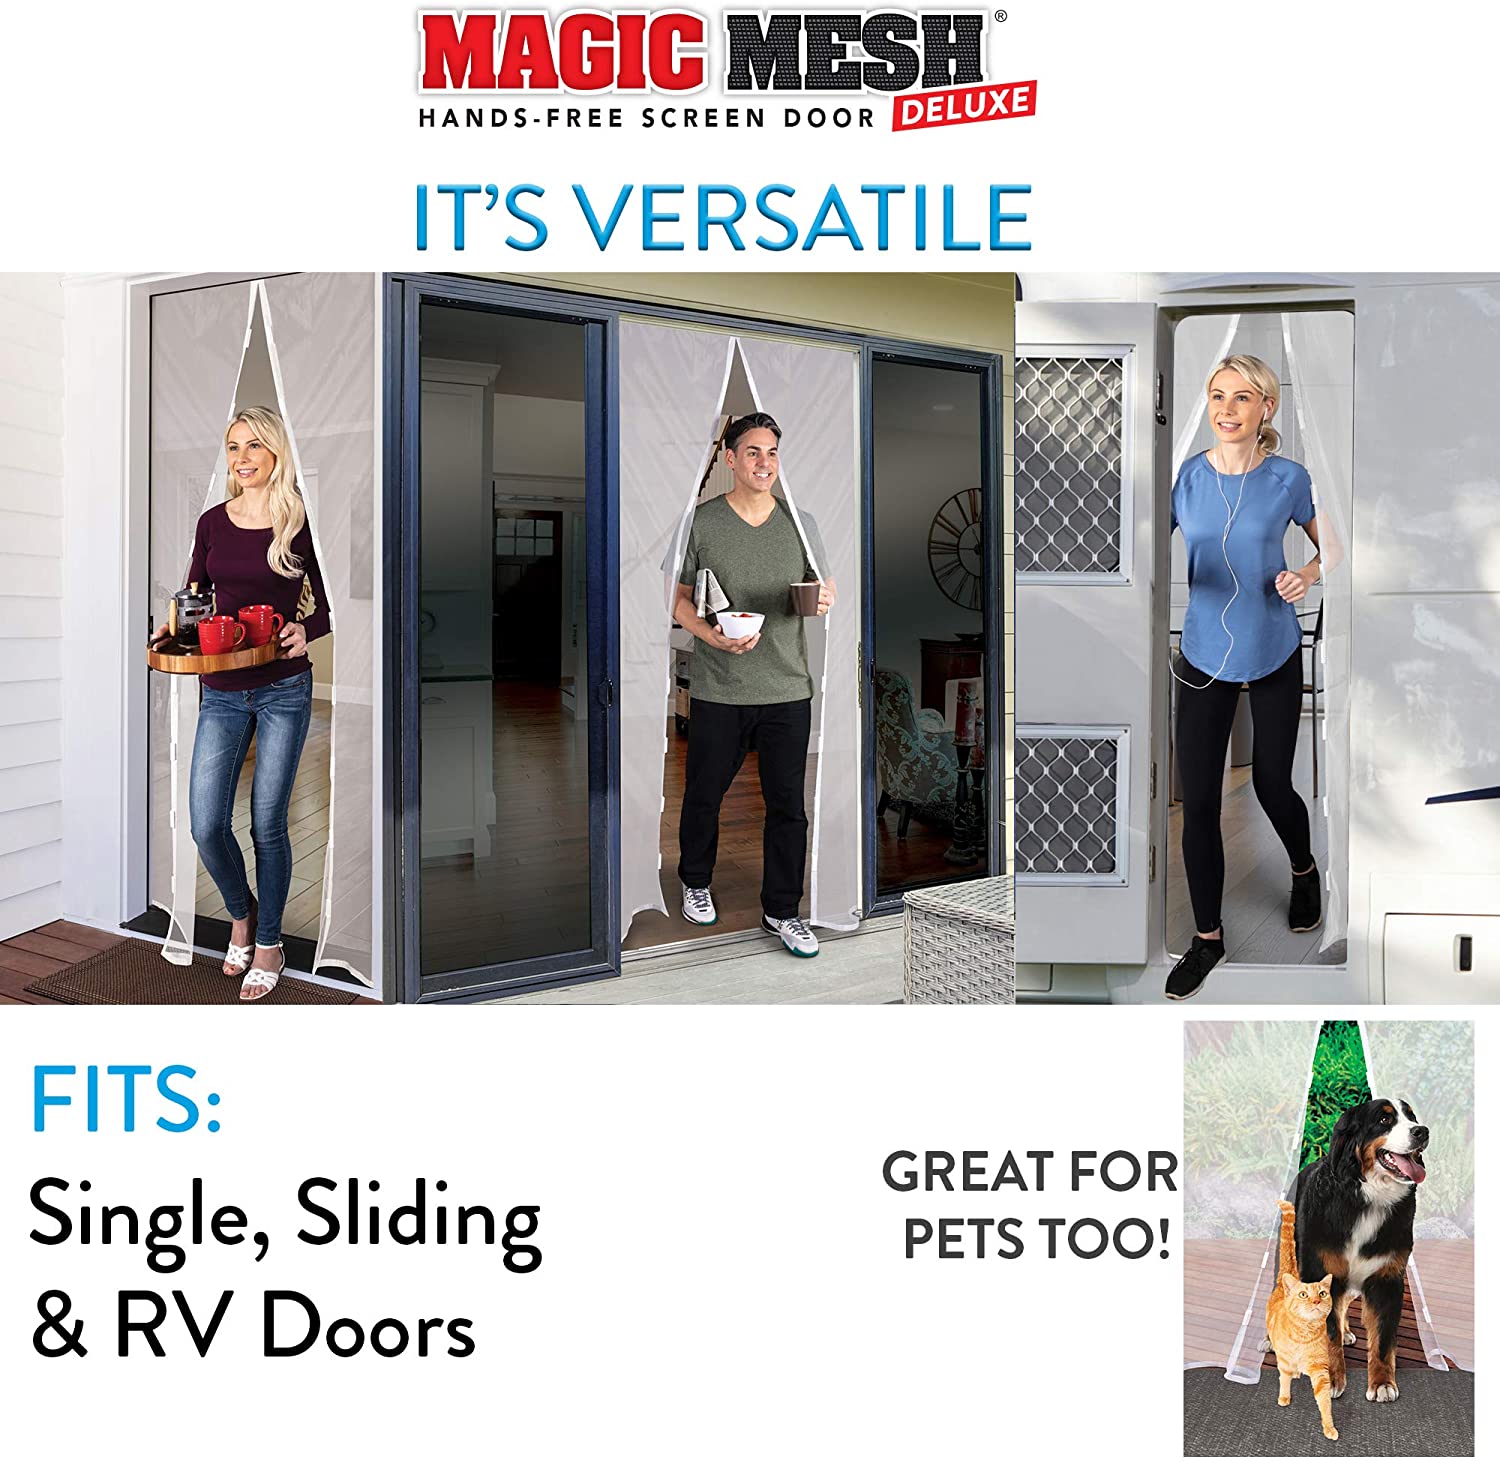 MAGIC MESH®
HANDS-FREE SCREEN DOOR DELUXE
IT'S VERSATILE
FITS:
Single, Sliding
& RV Doors
GREAT FOR
PETS TOO!